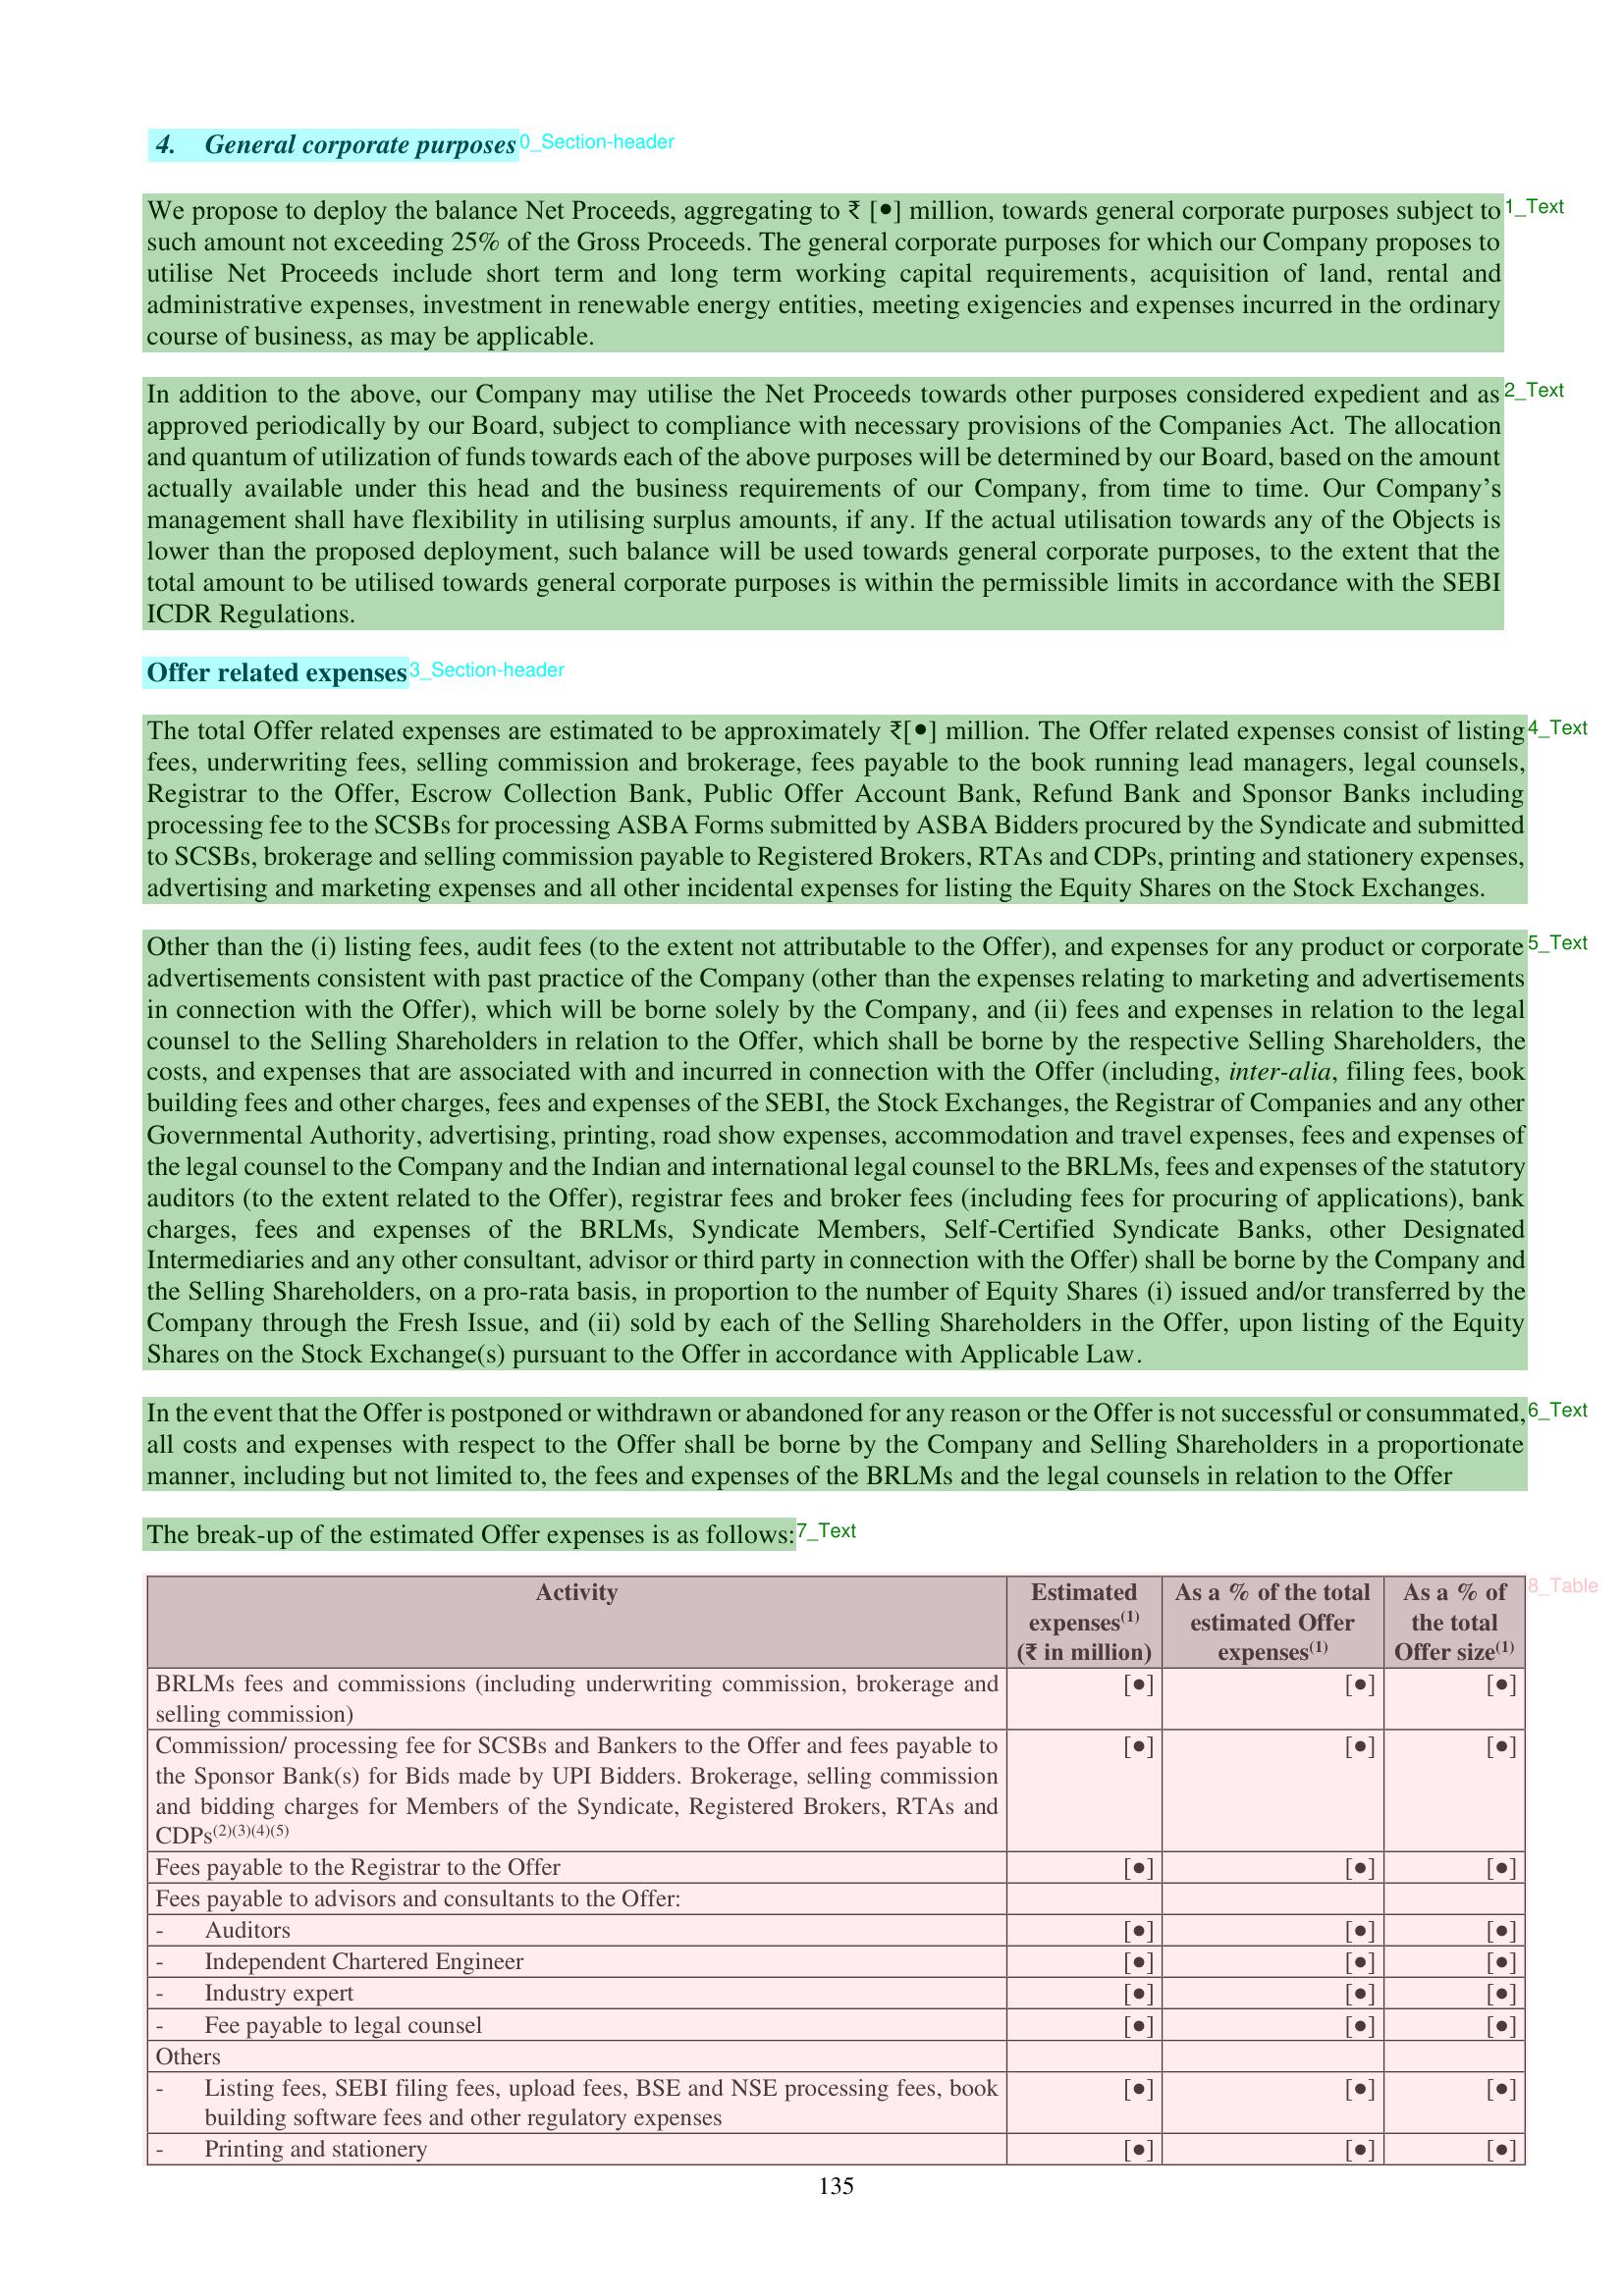 4. General corporate purposes
0_Section-header
We propose to deploy the balance Net Proceeds, aggregating to ₹ [●] million, towards general corporate purposes subject to
1_Text
such amount not exceeding 25% of the Gross Proceeds. The general corporate purposes for which our Company proposes to
utilise Net Proceeds include short term and long term working capital requirements, acquisition of land, rental and
administrative expenses, investment in renewable energy entities, meeting exigencies and expenses incurred in the ordinary
course of business, as may be applicable.
In addition to the above, our Company may utilise the Net Proceeds towards other purposes considered expedient and as
2_Text
approved periodically by our Board, subject to compliance with necessary provisions of the Companies Act. The allocation
and quantum of utilization of funds towards each of the above purposes will be determined by our Board, based on the amount
actually available under this head and the business requirements of our Company, from time to time. Our Company’s
management shall have flexibility in utilising surplus amounts, if any. If the actual utilisation towards any of the Objects is
lower than the proposed deployment, such balance will be used towards general corporate purposes, to the extent that the
total amount to be utilised towards general corporate purposes is within the permissible limits in accordance with the SEBI
ICDR Regulations.
Offer related expenses
3_Section-header
The total Offer related expenses are estimated to be approximately ₹[●] million. The Offer related expenses consist of listing
4_Text
fees, underwriting fees, selling commission and brokerage, fees payable to the book running lead managers, legal counsels,
Registrar to the Offer, Escrow Collection Bank, Public Offer Account Bank, Refund Bank and Sponsor Banks including
processing fee to the SCSBs for processing ASBA Forms submitted by ASBA Bidders procured by the Syndicate and submitted
to SCSBs, brokerage and selling commission payable to Registered Brokers, RTAs and CDPs, printing and stationery expenses,
advertising and marketing expenses and all other incidental expenses for listing the Equity Shares on the Stock Exchanges.
Other than the (i) listing fees, audit fees (to the extent not attributable to the Offer), and expenses for any product or corporate
5_Text
advertisements consistent with past practice of the Company (other than the expenses relating to marketing and advertisements
in connection with the Offer), which will be borne solely by the Company, and (ii) fees and expenses in relation to the legal
counsel to the Selling Shareholders in relation to the Offer, which shall be borne by the respective Selling Shareholders, the
costs, and expenses that are associated with and incurred in connection with the Offer (including, inter-alia, filing fees, book
building fees and other charges, fees and expenses of the SEBI, the Stock Exchanges, the Registrar of Companies and any other
Governmental Authority, advertising, printing, road show expenses, accommodation and travel expenses, fees and expenses of
the legal counsel to the Company and the Indian and international legal counsel to the BRLMs, fees and expenses of the statutory
auditors (to the extent related to the Offer), registrar fees and broker fees (including fees for procuring of applications), bank
charges, fees and expenses of the BRLMs, Syndicate Members, Self-Certified Syndicate Banks, other Designated
Intermediaries and any other consultant, advisor or third party in connection with the Offer) shall be borne by the Company and
the Selling Shareholders, on a pro-rata basis, in proportion to the number of Equity Shares (i) issued and/or transferred by the
Company through the Fresh Issue, and (ii) sold by each of the Selling Shareholders in the Offer, upon listing of the Equity
Shares on the Stock Exchange(s) pursuant to the Offer in accordance with Applicable Law.
In the event that the Offer is postponed or withdrawn or abandoned for any reason or the Offer is not successful or consummated,
6_Text
all costs and expenses with respect to the Offer shall be borne by the Company and Selling Shareholders in a proportionate
manner, including but not limited to, the fees and expenses of the BRLMs and the legal counsels in relation to the Offer
The break-up of the estimated Offer expenses is as follows:
7_Text
8_Table
Activity Estimated As a % of the total As a % of
expenses(1) estimated Offer the total
(₹ in million) expenses(1) Offer size(1)
BRLMs fees and commissions (including underwriting commission, brokerage and [●] [●] [●]
selling commission)
Commission/ processing fee for SCSBs and Bankers to the Offer and fees payable to [●] [●] [●]
the Sponsor Bank(s) for Bids made by UPI Bidders. Brokerage, selling commission
and bidding charges for Members of the Syndicate, Registered Brokers, RTAs and
CDPs(2)(3)(4)(5)
Fees payable to the Registrar to the Offer [●] [●] [●]
Fees payable to advisors and consultants to the Offer:
- Auditors [●] [●] [●]
- Independent Chartered Engineer [●] [●] [●]
- Industry expert [●] [●] [●]
- Fee payable to legal counsel [●] [●] [●]
Others
- Listing fees, SEBI filing fees, upload fees, BSE and NSE processing fees, book [●] [●] [●]
building software fees and other regulatory expenses
- Printing and stationery [●] [●] [●]
135